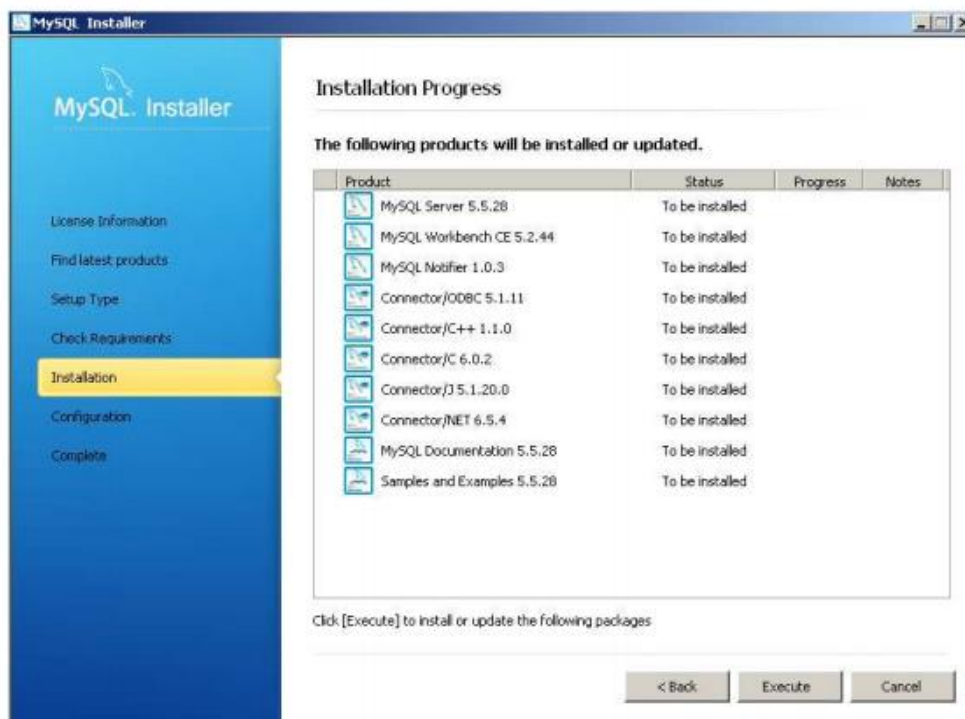 MySQL Installer
MySQL. Installer
License Information
Find latest products
Setup Type
Check Requirements
Installation
Configuration
Complete
Installation Progress
The following products will be installed or updated.
Product Status Progress Notes
MySQL Server 5.5.28 To be installed
MySQL Workbench CE 5.2.44 To be installed
MySQL Notifier 1.0.3 To be installed
Connector/ODBC 5.1.11 To be installed
Connector/C++ 1.1.0 To be installed
Connector/C 6.0.2 To be installed
Connector/J 5.1.20.0 To be installed
Connector/NET 6.5.4 To be installed
MySQL Documentation 5.5.28 To be installed
Samples and Examples 5.5.28 To be installed
Click [Execute] to install or update the following packages
< Back Execute Cancel